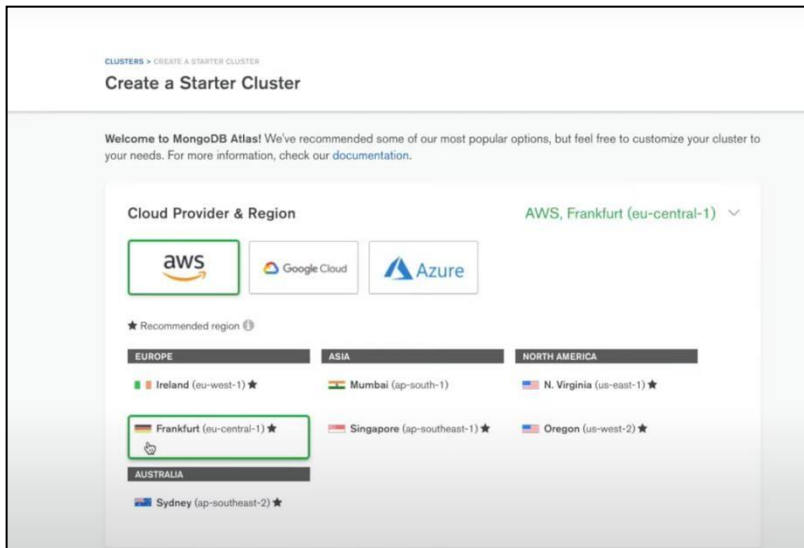 CLUSTERS > CREATE A STARTER CLUSTER
Create a Starter Cluster
Welcome to MongoDB Atlas! We've recommended some of our most popular options, but feel free to customize your cluster to
your needs. For more information, check our documentation.
Cloud Provider & Region
AWS, Frankfurt (eu-central-1)
aws
Google Cloud
Azure
★ Recommended region
EUROPE
ASIA
NORTH AMERICA
Ireland (eu-west-1) ★
Mumbai (ap-south-1)
N. Virginia (us-east-1) ★
Frankfurt (eu-central-1) ★
Singapore (ap-southeast-1) ★
Oregon (us-west-2) ★
AUSTRALIA
Sydney (ap-southeast-2) ★